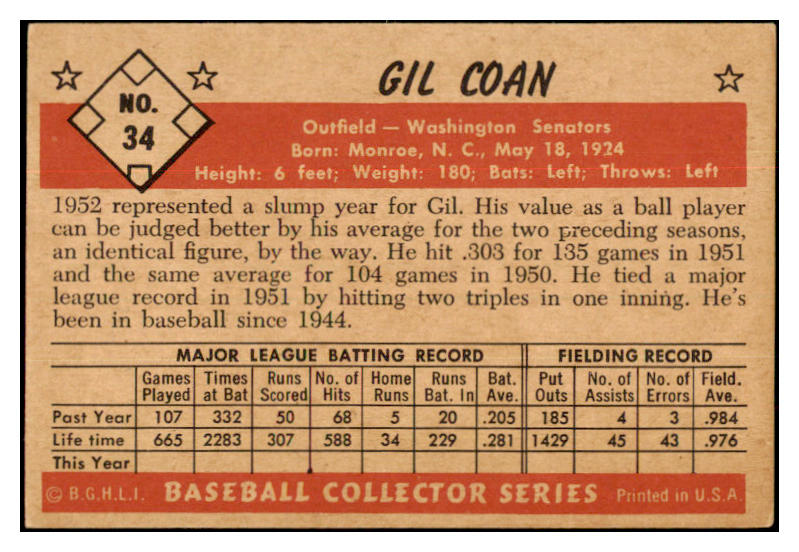 NO.
34
GIL COAN
Outfield — Washington Senators
Born: Monroe, N. C., May 18, 1924
Height: 6 feet; Weight: 180; Bats: Left; Throws: Left
1952 represented a slump year for Gil. His value as a ball player
can be judged better by his average for the two preceding seasons,
an identical figure, by the way. He hit .303 for 135 games in 1951
and the same average for 104 games in 1950. He tied a major
league record in 1951 by hitting two triples in one inning. He's
been in baseball since 1944.
MAJOR LEAGUE BATTING RECORD FIELDING RECORD
Games Times Runs No. of Home Runs Bat. Put No. of No. of Field.
Played at Bat Scored Hits Runs Bat. In Ave. Outs Assists Errors Ave.
Past Year 107 332 50 68 5 20 .205 185 4 3 .984
Life time 665 2283 307 588 34 229 .281 1429 45 43 .976
This Year
© B.G.H.L.I. BASEBALL COLLECTOR SERIES Printed in U.S.A.